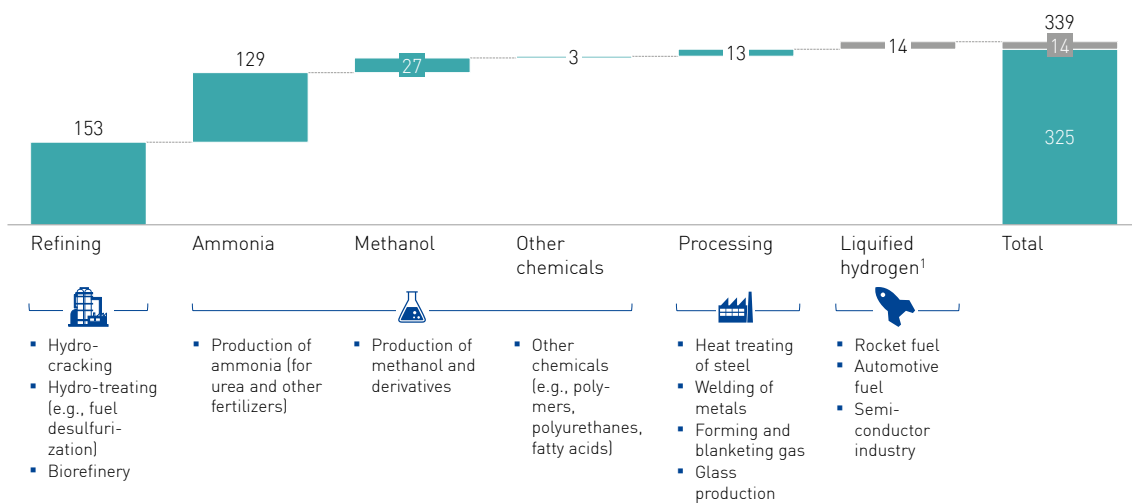 153
129
27
3
13
14
339
14
325
Refining
Ammonia
Methanol
Other
chemicals
Processing
Liquified
hydrogen1
Total
▪ Hydro-
cracking
▪ Hydro-treating
(e.g., fuel
desulfuri-
zation)
▪ Biorefinery
▪ Production of
ammonia (for
urea and other
fertilizers)
▪ Production of
methanol and
derivatives
▪ Other
chemicals
(e.g., poly-
mers,
polyurethanes,
fatty acids)
▪ Heat treating
of steel
▪ Welding of
metals
▪ Forming and
blanketing gas
▪ Glass
production
▪ Rocket fuel
▪ Automotive
fuel
▪ Semi-
conductor
industry